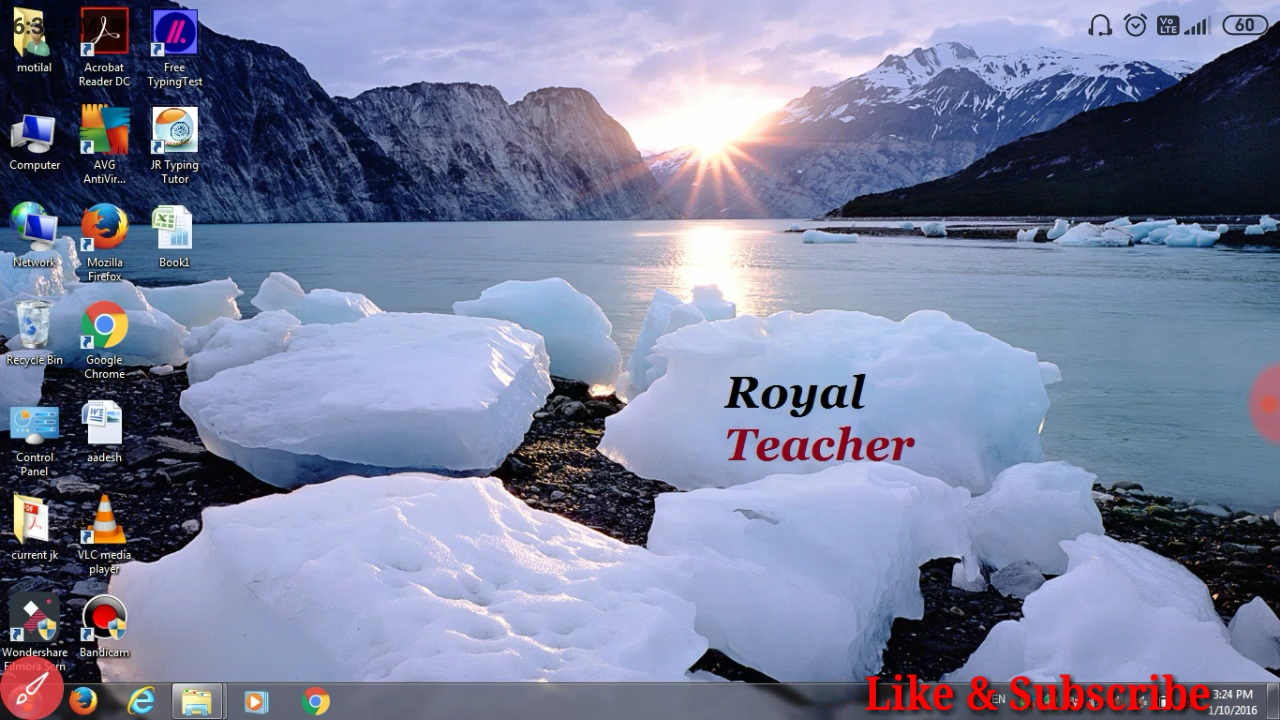 60
motilal
Acrobat
Reader DC
Free
TypingTest
Computer
AVG
AntiVir...
JR Typing
Tutor
Network
Mozilla
Firefox
Book1
Recycle Bin
Google
Chrome
Royal
Teacher
Control
Panel
aadesh
current jk
VLC media
player
Wondershare
Bandicam
Like & Subscribe
EN
3:24 PM
1/10/2016